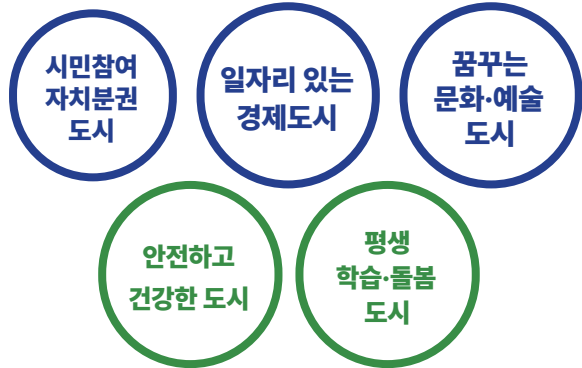 시민참여
자치분권
도시
일자리 있는
경제도시
꿈꾸는
문화·예술
도시
안전하고
건강한 도시
평생
학습·돌봄
도시